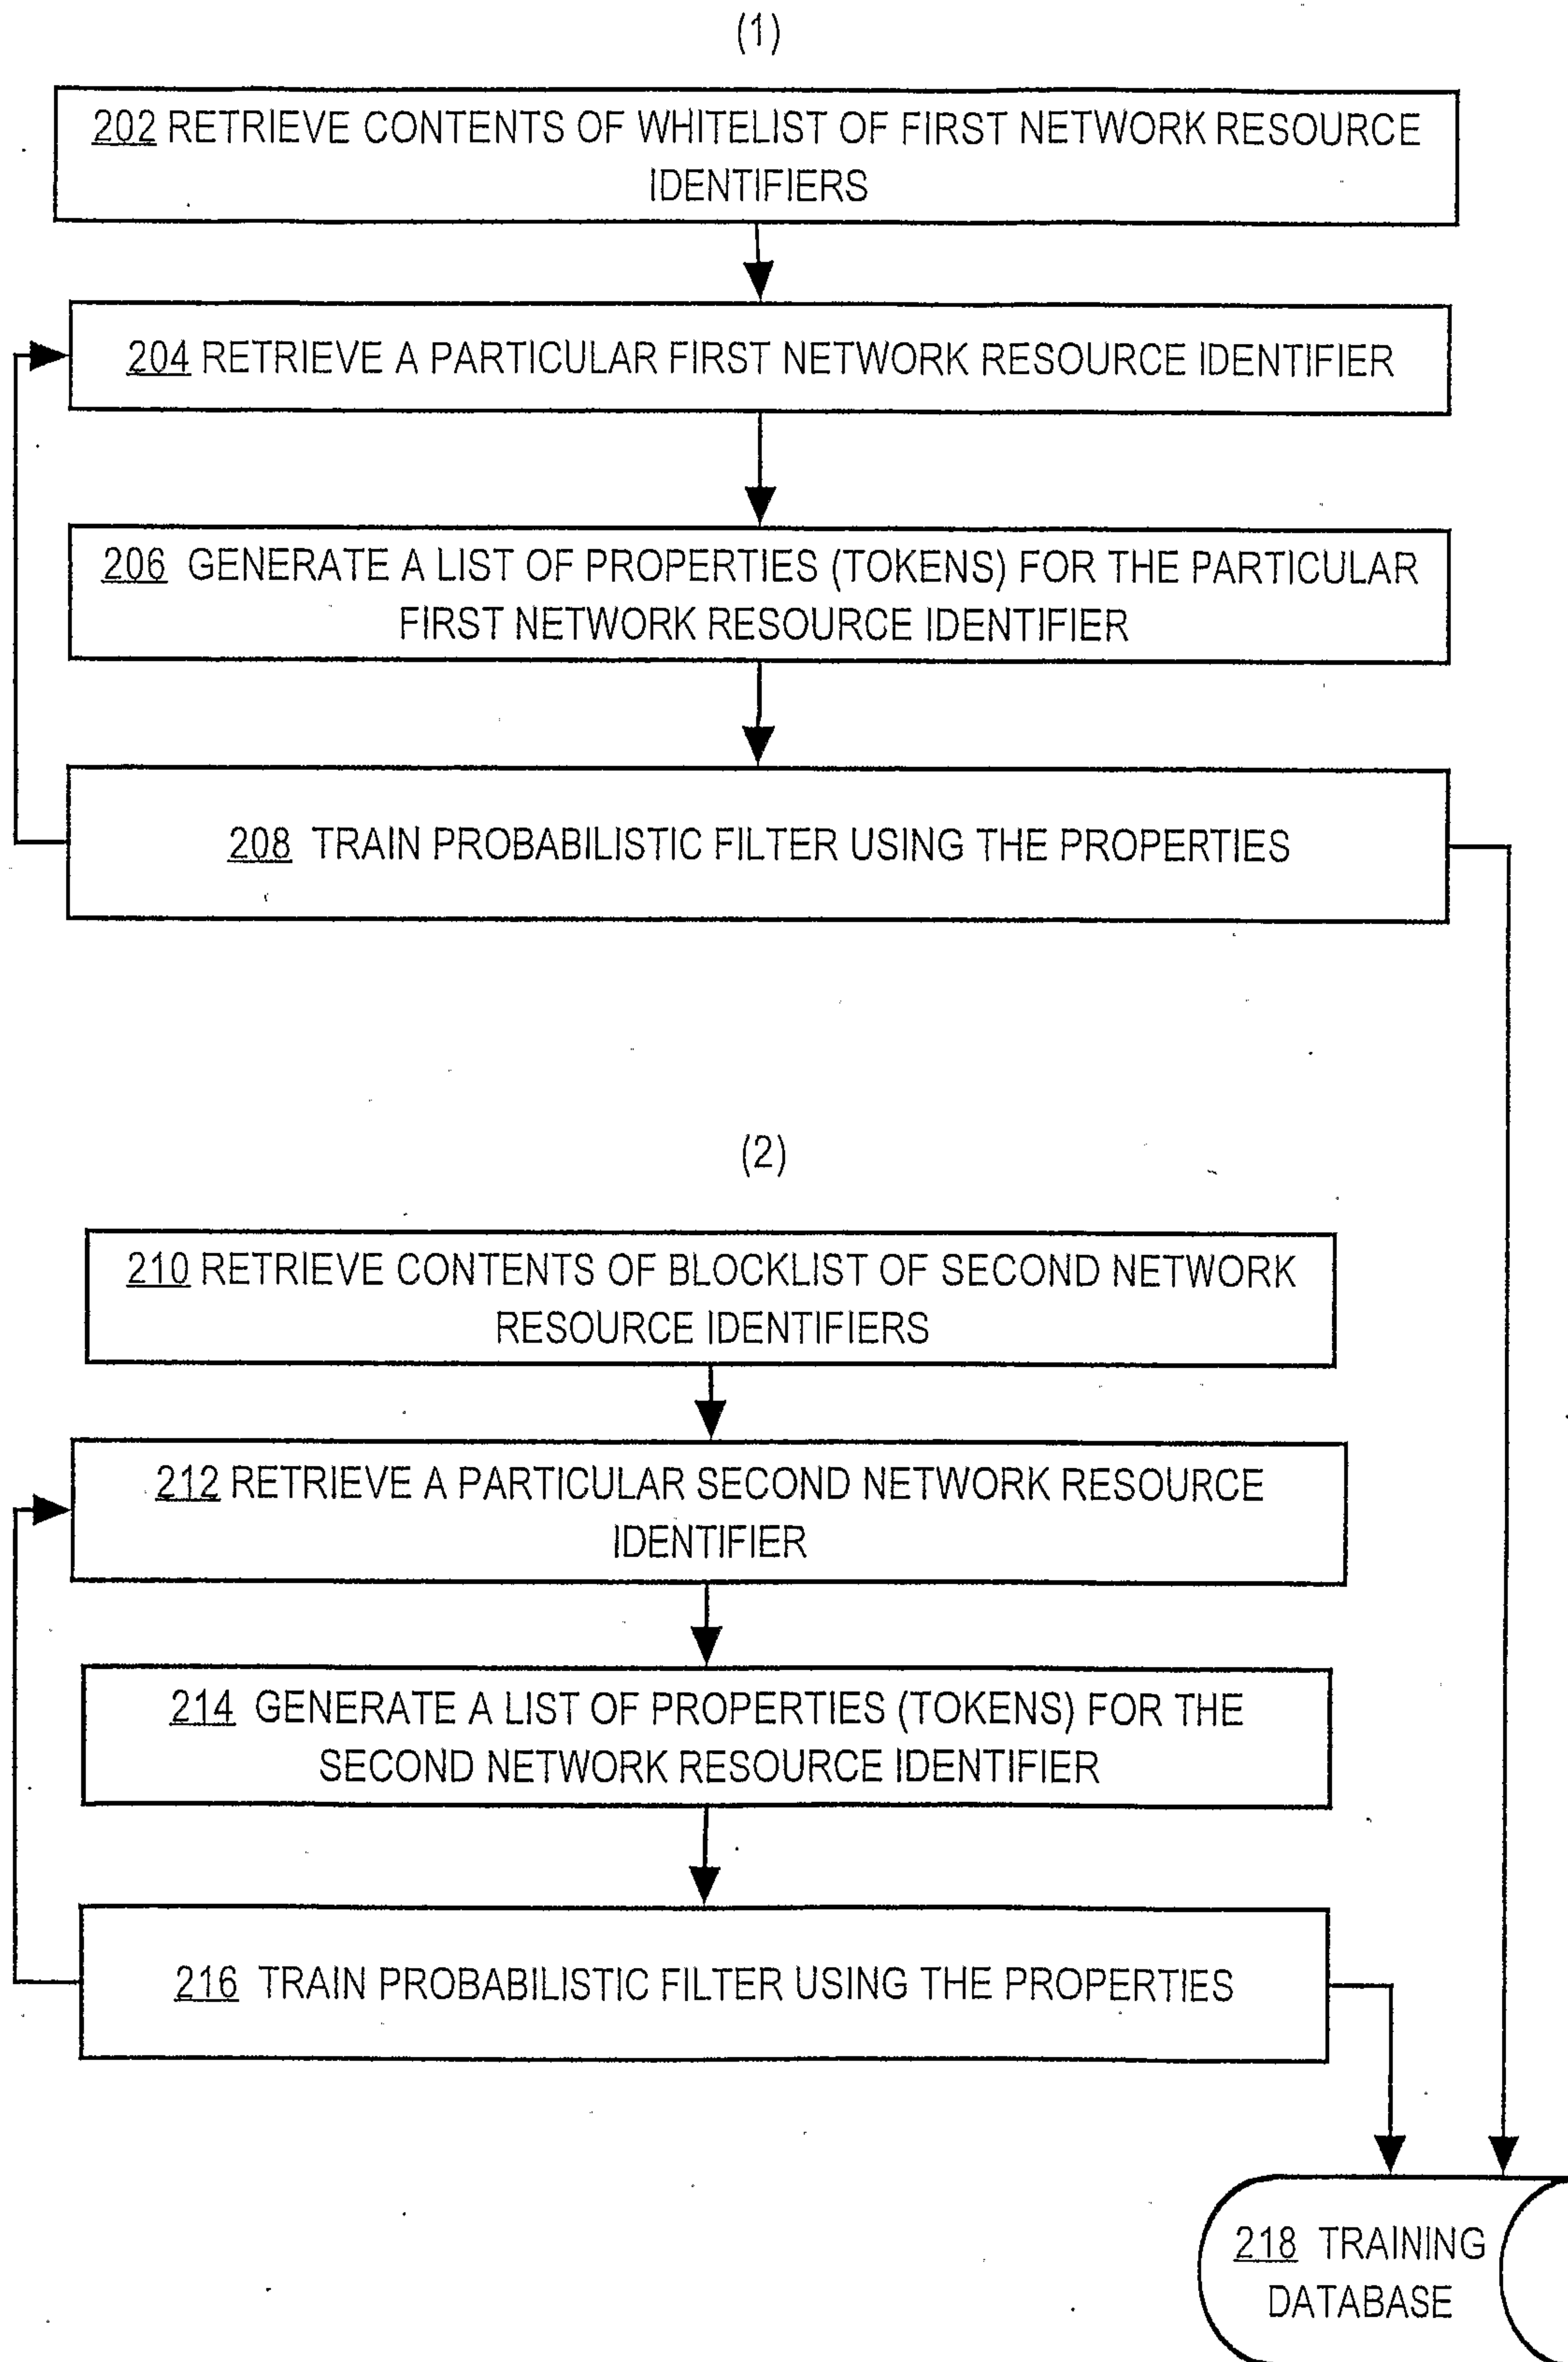 (1)
202 RETRIEVE CONTENTS OF WHITELIST OF FIRST NETWORK RESOURCE
IDENTIFIERS
204 RETRIEVE A PARTICULAR FIRST NETWORK RESOURCE IDENTIFIER
206 GENERATE A LIST OF PROPERTIES (TOKENS) FOR THE PARTICULAR
FIRST NETWORK RESOURCE IDENTIFIER
208 TRAIN PROBABILISTIC FILTER USING THE PROPERTIES
(2)
210 RETRIEVE CONTENTS OF BLOCKLIST OF SECOND NETWORK
RESOURCE IDENTIFIERS
212 RETRIEVE A PARTICULAR SECOND NETWORK RESOURCE
IDENTIFIER
214 GENERATE A LIST OF PROPERTIES (TOKENS) FOR THE
SECOND NETWORK RESOURCE IDENTIFIER
216 TRAIN PROBABILISTIC FILTER USING THE PROPERTIES
218 TRAINING
DATABASE